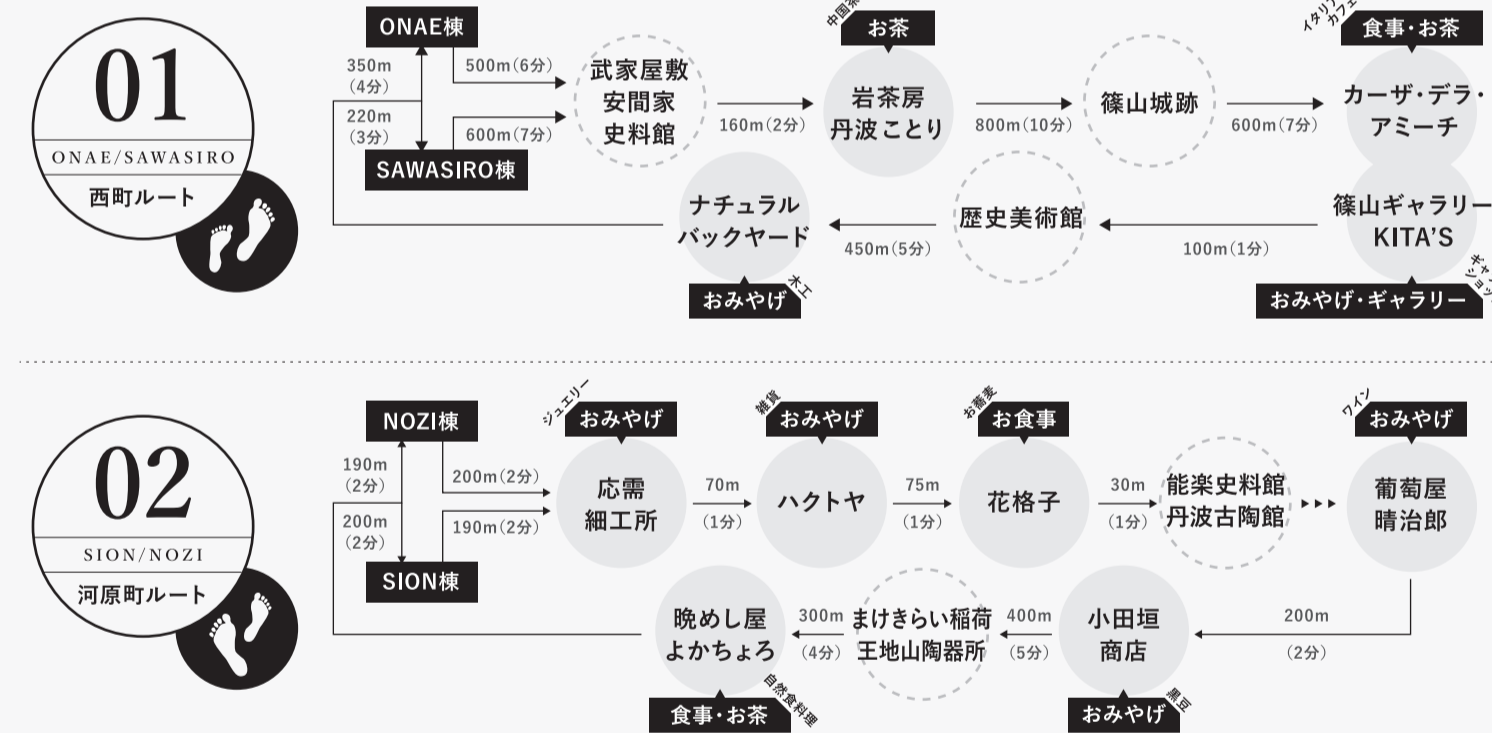 01
ONAE/SAWASIRO
西町ルート
ONAE棟
350m
(4分)
220m
(3分)
SAWASIRO棟
500m(6分)
600m(7分)
武家屋敷
安間家
史料館
160m(2分)
お茶
岩茶房
丹波ことり
800m(10分)
篠山城跡
600m(7分)
食事・お茶
カーザ・デラ・
アミーチ
篠山ギャラリー
KITA'S
おみやげ・ギャラリー
100m(1分)
歴史美術館
450m(5分)
ナチュラル
バックヤード
おみやげ
木工
02
SION/NOZI
河原町ルート
NOZI棟
190m
(2分)
200m
(2分)
SION棟
200m(2分)
190m(2分)
ジュエリー
おみやげ
応需
細工所
70m
(1分)
雑貨
おみやげ
ハクトヤ
75m
(1分)
お蕎麦
お食事
花格子
30m
(1分)
能楽史料館
丹波古陶館
ワイン
おみやげ
葡萄屋
晴治郎
200m
(2分)
小田垣
商店
おみやげ
黒豆
400m
(5分)
まけきらい稲荷
王地山陶器所
300m
(4分)
晩めし屋
よかちょろ
食事・お茶
自然食料理